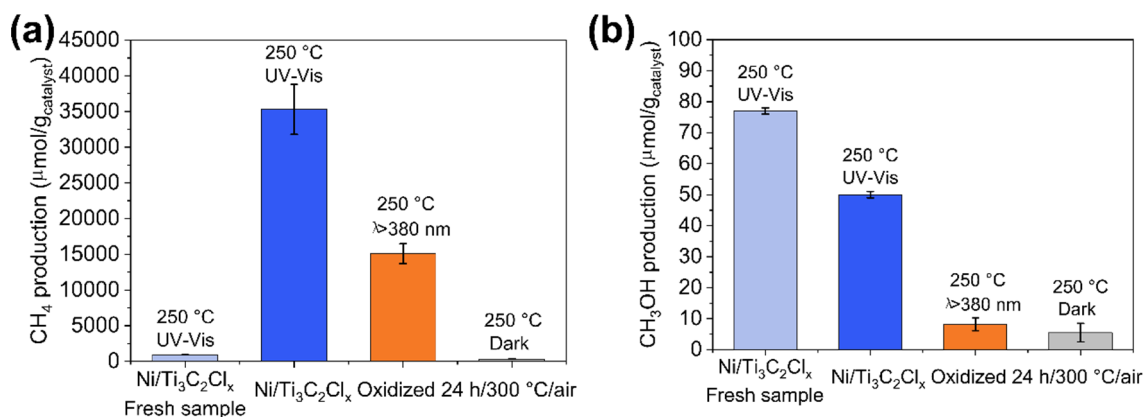 (a)
CH₄ production (μmol/g_catalyst)
45000
40000
35000
30000
25000
20000
15000
10000
5000
0
250 °C
UV-Vis
250 °C
UV-Vis
250 °C
λ>380 nm
250 °C
Dark
Ni/Ti₃C₂Clₓ
Fresh sample
Ni/Ti₃C₂Clₓ Oxidized 24 h/300 °C/air
(b)
CH₃OH production (μmol/g_catalyst)
100
90
80
70
60
50
40
30
20
10
0
250 °C
UV-Vis
250 °C
UV-Vis
250 °C
λ>380 nm
250 °C
Dark
Ni/Ti₃C₂Clₓ
Fresh sample
Ni/Ti₃C₂Clₓ Oxidized 24 h/300 °C/air